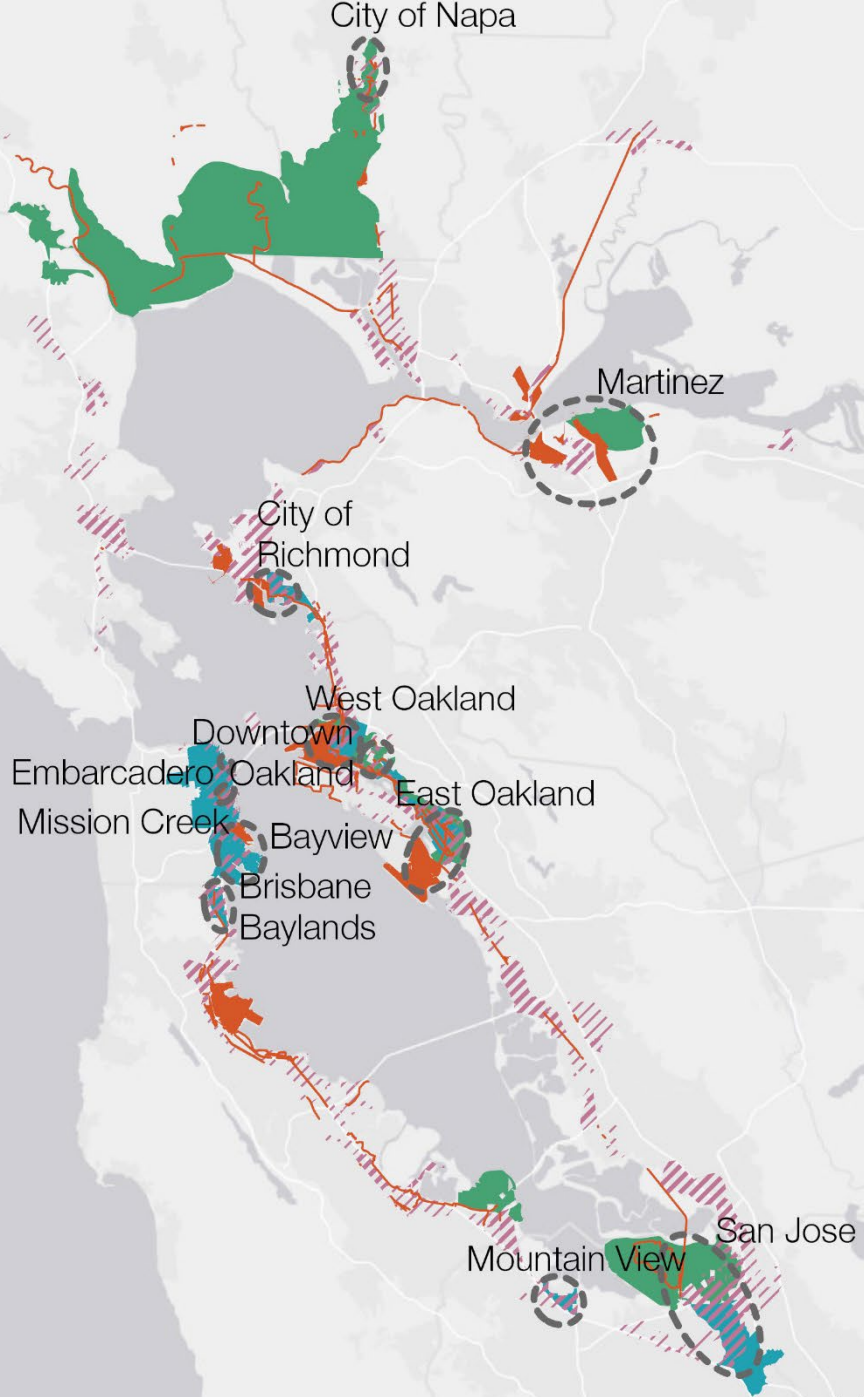 City of Napa
Martinez
City of
Richmond
West Oakland
Downtown
Oakland
Embarcadero
Mission Creek
East Oakland
Bayview
Brisbane
Baylands
San Jose
Mountain View